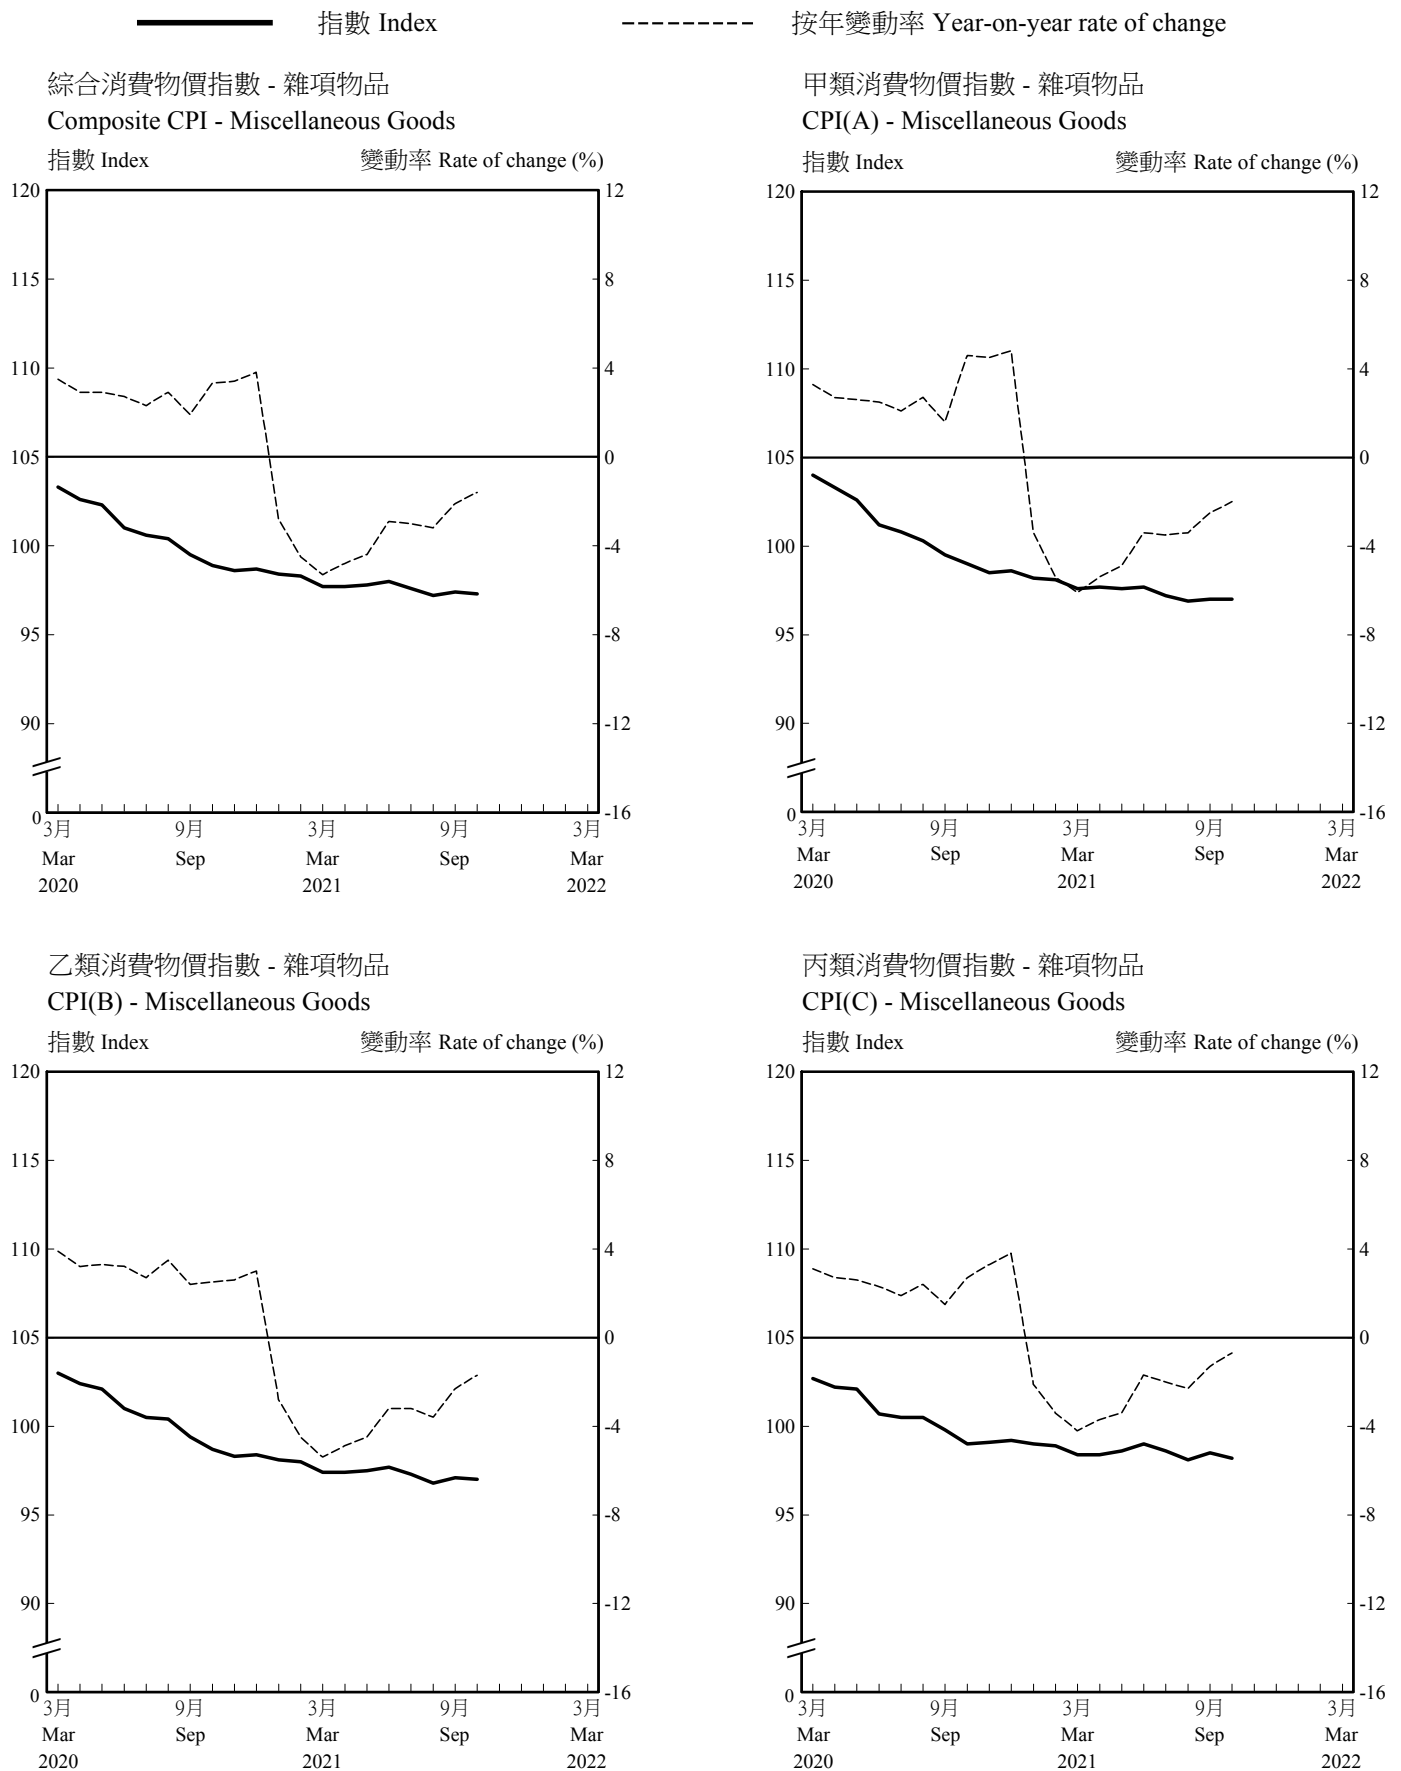 指數 Index 按年變動率 Year-on-year rate of change
綜合消費物價指數 - 雜項物品
Composite CPI - Miscellaneous Goods
指數 Index 變動率 Rate of change (%)
120 12
115 8
110 4
105 0
100 -4
95 -8
90 -12
0 -16
3月 9月 3月 9月 3月
Mar Sep Mar Sep Mar
2020 2021 2022
甲類消費物價指數 - 雜項物品
CPI(A) - Miscellaneous Goods
指數 Index 變動率 Rate of change (%)
120 12
115 8
110 4
105 0
100 -4
95 -8
90 -12
0 -16
3月 9月 3月 9月 3月
Mar Sep Mar Sep Mar
2020 2021 2022
乙類消費物價指數 - 雜項物品
CPI(B) - Miscellaneous Goods
指數 Index 變動率 Rate of change (%)
120 12
115 8
110 4
105 0
100 -4
95 -8
90 -12
0 -16
3月 9月 3月 9月 3月
Mar Sep Mar Sep Mar
2020 2021 2022
丙類消費物價指數 - 雜項物品
CPI(C) - Miscellaneous Goods
指數 Index 變動率 Rate of change (%)
120 12
115 8
110 4
105 0
100 -4
95 -8
90 -12
0 -16
3月 9月 3月 9月 3月
Mar Sep Mar Sep Mar
2020 2021 2022